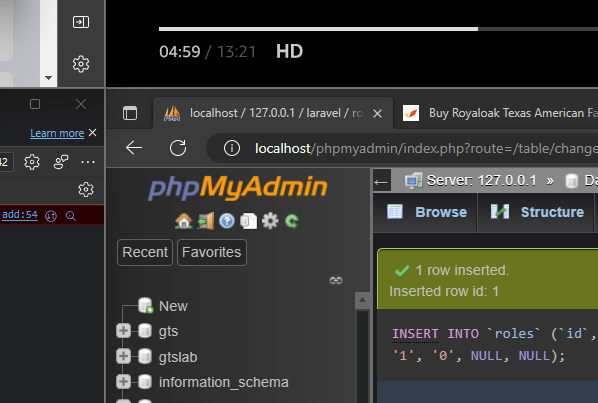 04:59 / 13:21 HD
localhost / 127.0.0.1 / laravel / ro
Buy Royaloak Texas American Fa
Learn more
localhost/phpmyadmin/index.php?route=/table/change
42
phpMyAdmin
Server: 127.0.0.1 » Da
add:54
Browse
Structure
Recent
Favorites
1 row inserted.
Inserted row id: 1
New
gts
INSERT INTO `roles` (`id`,
gtslab
'1', '0', NULL, NULL);
information_schema